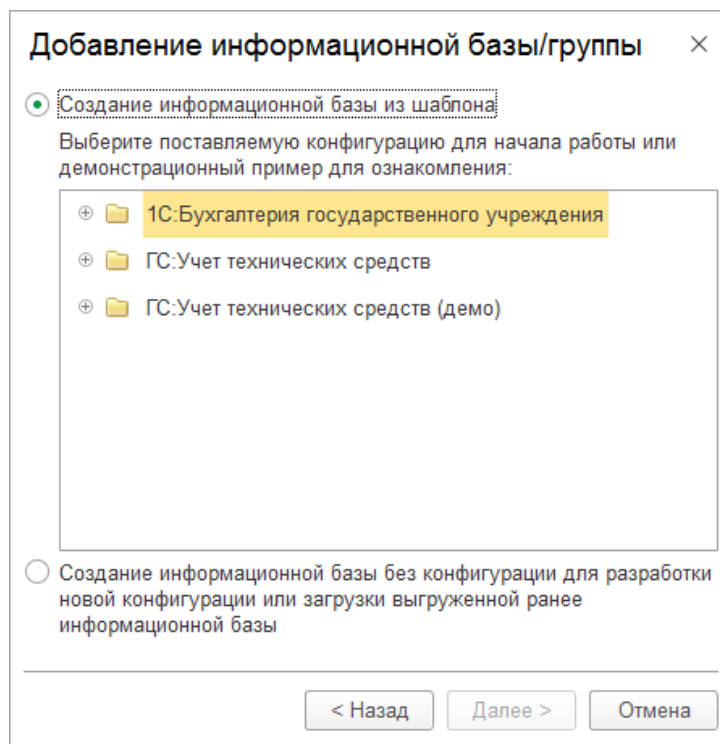 Добавление информационной базы/группы
Создание информационной базы из шаблона
Выберите поставляемую конфигурацию для начала работы или
демонстрационный пример для ознакомления:
1С:Бухгалтерия государственного учреждения
ГС:Учет технических средств
ГС:Учет технических средств (демо)
Создание информационной базы без конфигурации для разработки
новой конфигурации или загрузки выгруженной ранее
информационной базы
< Назад
Далее >
Отмена